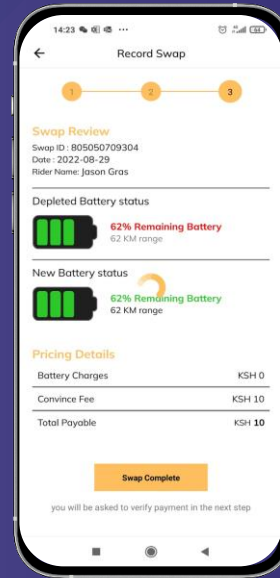 14:23
Record Swap
1 2 3
Swap Review
Swap ID : 805050709304
Date : 2022-08-29
Rider Name: Jason Gras
Depleted Battery status
62% Remaining Battery
62 KM range
New Battery status
62% Remaining Battery
62 KM range
Pricing Details
Battery Charges KSH 0
Convince Fee KSH 10
Total Payable KSH 10
Swap Complete
you will be asked to verify payment in the next step